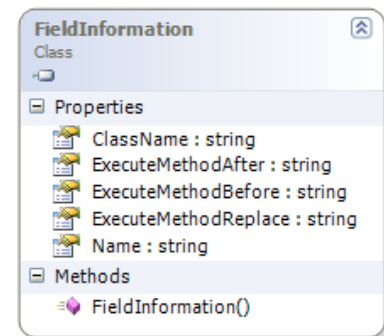 FieldInformation
Class
Properties
ClassName : string
ExecuteMethodAfter : string
ExecuteMethodBefore : string
ExecuteMethodReplace : string
Name : string
Methods
FieldInformation()